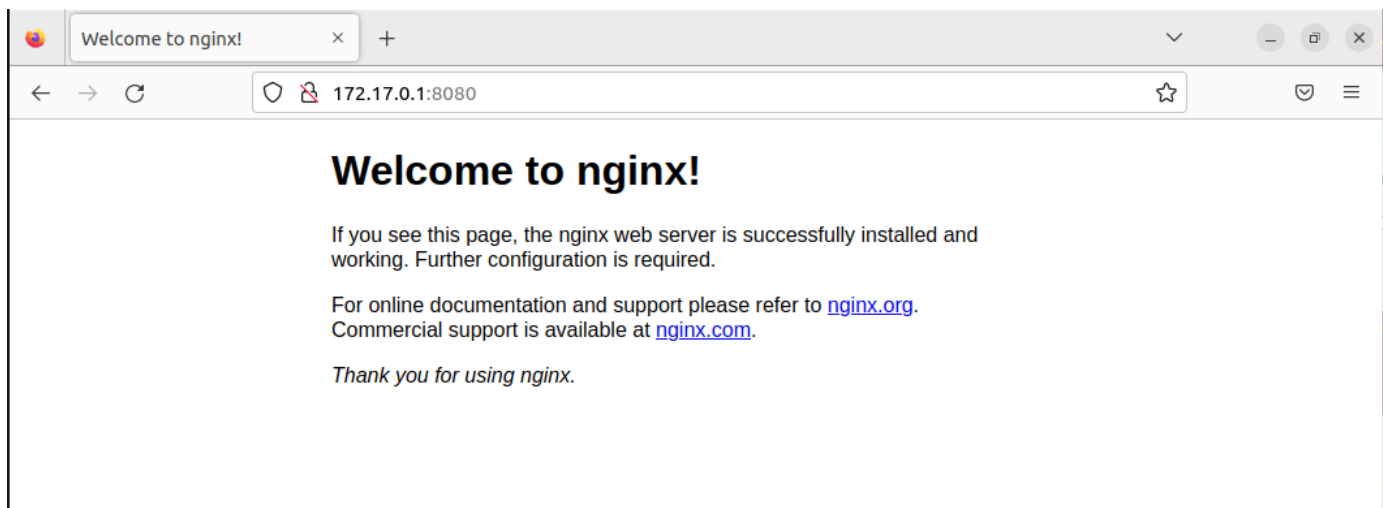 Welcome to nginx!
172.17.0.1:8080
Welcome to nginx!
If you see this page, the nginx web server is successfully installed and
working. Further configuration is required.
For online documentation and support please refer to nginx.org.
Commercial support is available at nginx.com.
Thank you for using nginx.